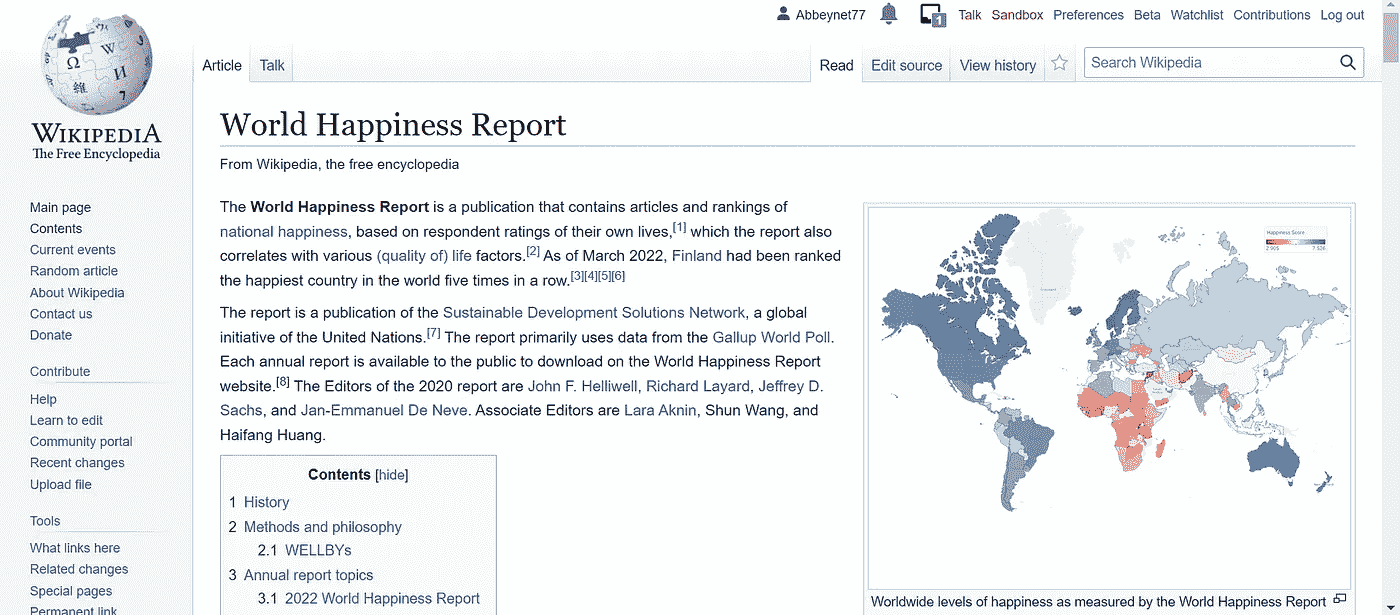 Abbeynet77 1 Talk Sandbox Preferences Beta Watchlist Contributions Log out
Article Talk Read Edit source View history Search Wikipedia
Ω W И 維 7
WIKIPEDIA
The Free Encyclopedia
Main page
Contents
Current events
Random article
About Wikipedia
Contact us
Donate
Contribute
Help
Learn to edit
Community portal
Recent changes
Upload file
Tools
What links here
Related changes
Special pages
Permanent link
World Happiness Report
From Wikipedia, the free encyclopedia
The World Happiness Report is a publication that contains articles and rankings of
national happiness, based on respondent ratings of their own lives,[1] which the report also
correlates with various (quality of) life factors.[2] As of March 2022, Finland had been ranked
the happiest country in the world five times in a row.[3][4][5][6]
The report is a publication of the Sustainable Development Solutions Network, a global
initiative of the United Nations.[7] The report primarily uses data from the Gallup World Poll.
Each annual report is available to the public to download on the World Happiness Report
website.[8] The Editors of the 2020 report are John F. Helliwell, Richard Layard, Jeffrey D.
Sachs, and Jan-Emmanuel De Neve. Associate Editors are Lara Aknin, Shun Wang, and
Haifang Huang.
Contents [hide]
1 History
2 Methods and philosophy
2.1 WELLBYs
3 Annual report topics
3.1 2022 World Happiness Report
Happiness Score
Worldwide levels of happiness as measured by the World Happiness Report